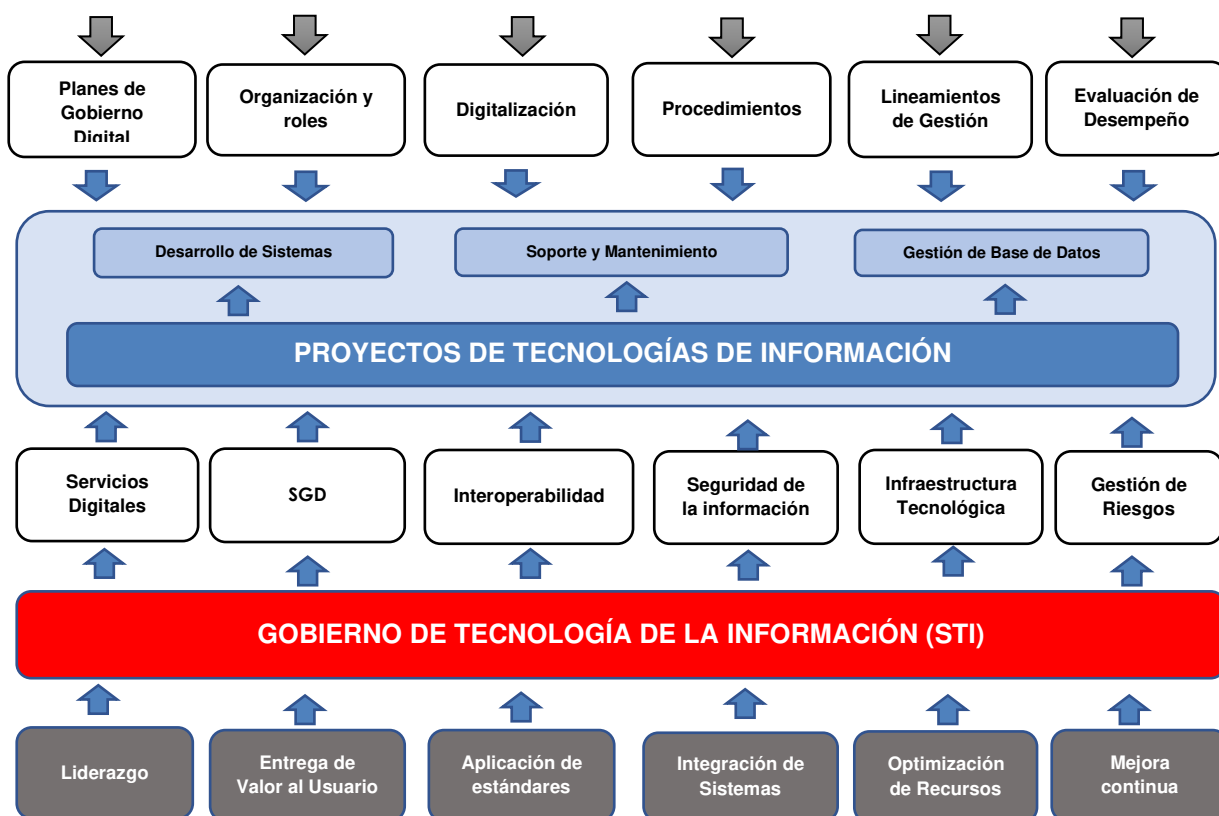 Planes de
Gobierno
Digital
Organización y
roles
Digitalización
Procedimientos
Lineamientos
de Gestión
Evaluación de
Desempeño
Desarrollo de Sistemas
Soporte y Mantenimiento
Gestión de Base de Datos
PROYECTOS DE TECNOLOGÍAS DE INFORMACIÓN
Servicios
Digitales
SGD
Interoperabilidad
Seguridad de
la información
Infraestructura
Tecnológica
Gestión de
Riesgos
GOBIERNO DE TECNOLOGÍA DE LA INFORMACIÓN (STI)
Liderazgo
Entrega de
Valor al Usuario
Aplicación de
estándares
Integración de
Sistemas
Optimización
de Recursos
Mejora
continua